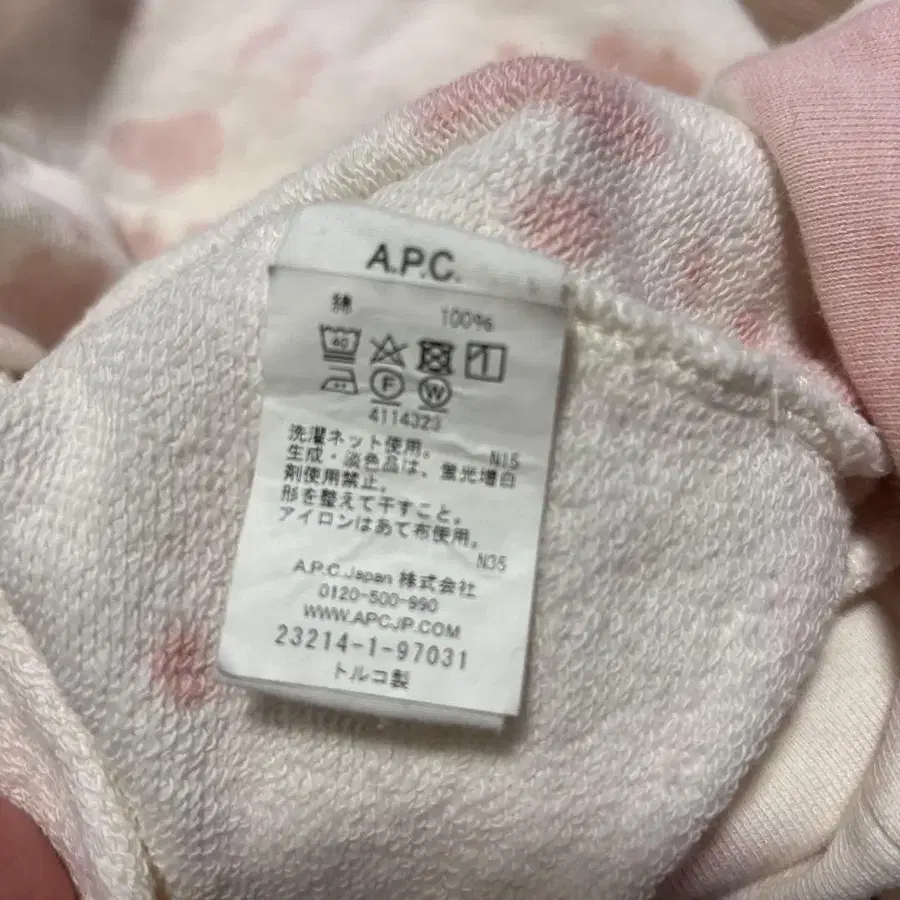 A.P.C.
綿 100%
40
F W
4114323
洗濯ネット使用。 N15
生成・淡色品は、蛍光増白
剤使用禁止。
形を整えて干すこと。
アイロンはあて布使用。
N35
A.P.C.Japan 株式会社
0120-500-990
WWW.APCJP.COM
23214-1-97031
トルコ製